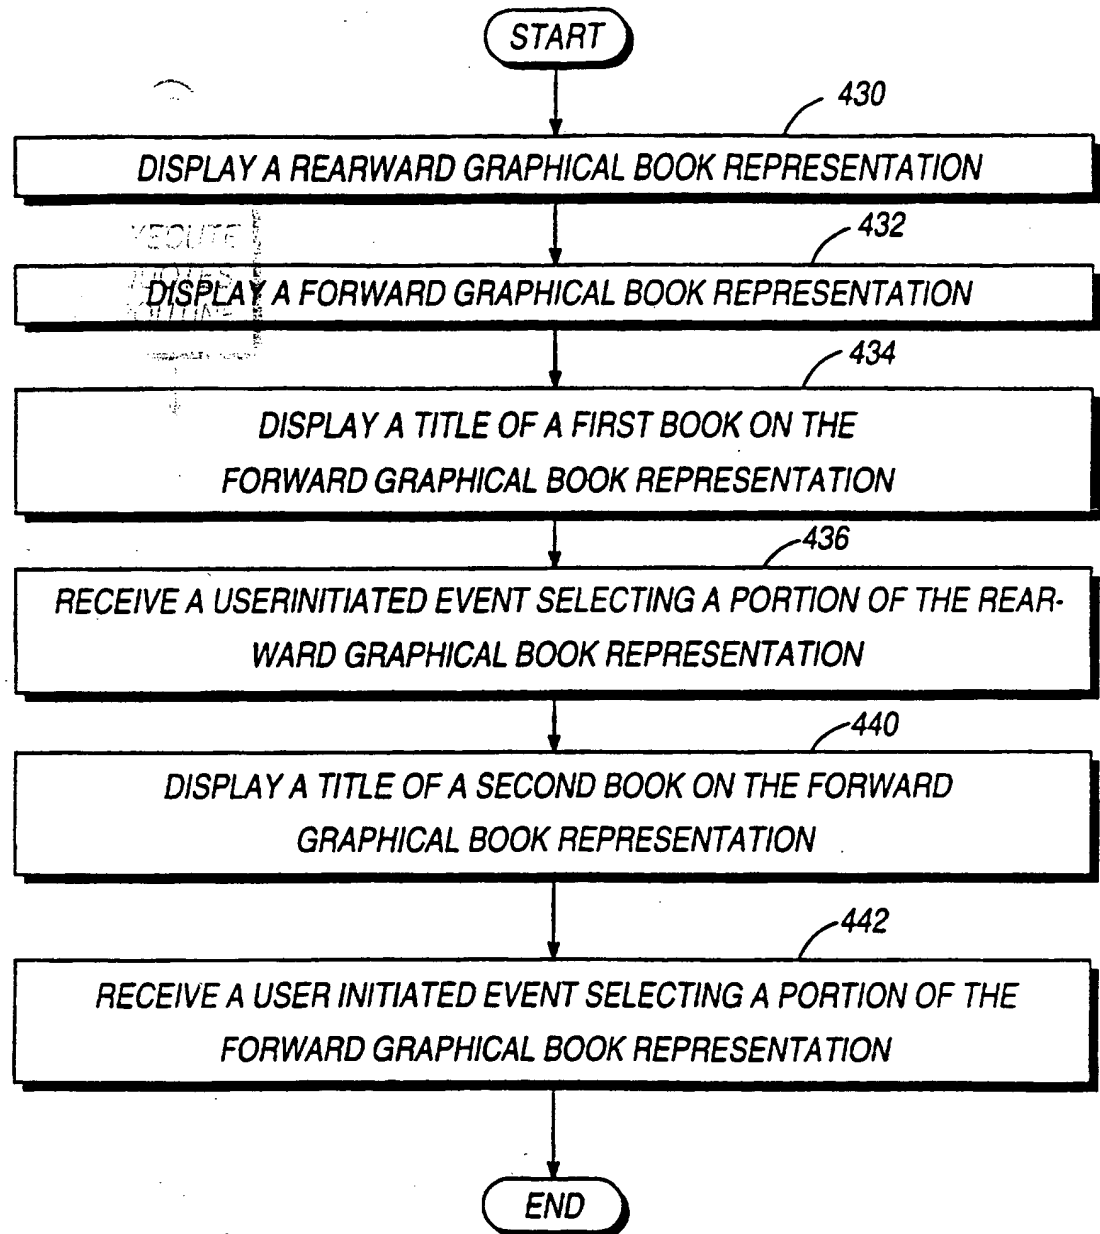 START
430
DISPLAY A REARWARD GRAPHICAL BOOK REPRESENTATION
432
DISPLAY A FORWARD GRAPHICAL BOOK REPRESENTATION
434
DISPLAY A TITLE OF A FIRST BOOK ON THE
FORWARD GRAPHICAL BOOK REPRESENTATION
436
RECEIVE A USERINITIATED EVENT SELECTING A PORTION OF THE REAR-
WARD GRAPHICAL BOOK REPRESENTATION
440
DISPLAY A TITLE OF A SECOND BOOK ON THE FORWARD
GRAPHICAL BOOK REPRESENTATION
442
RECEIVE A USER INITIATED EVENT SELECTING A PORTION OF THE
FORWARD GRAPHICAL BOOK REPRESENTATION
END